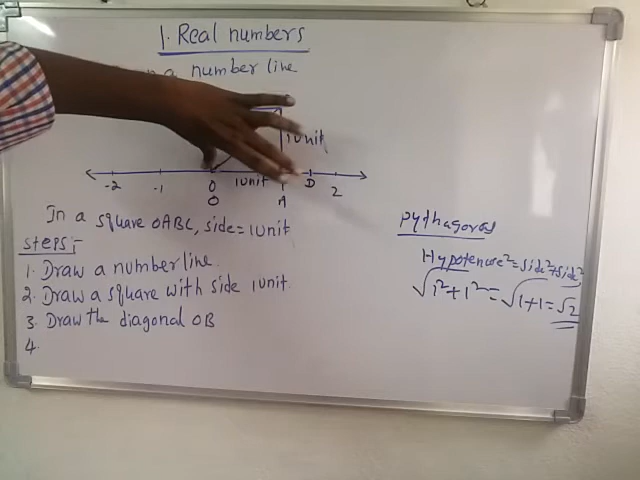 1. Real numbers
a number line
1 Unit
-2 -1 0 1unit D 2
O A
In a square OABC, side = 1unit
steps:-
1. Draw a number line.
2. Draw a square with side 1unit
3. Draw the diagonal OB
4.
pythagoras
Hypotenuse² = side² + side²
√1²+1² = √1+1 = √2